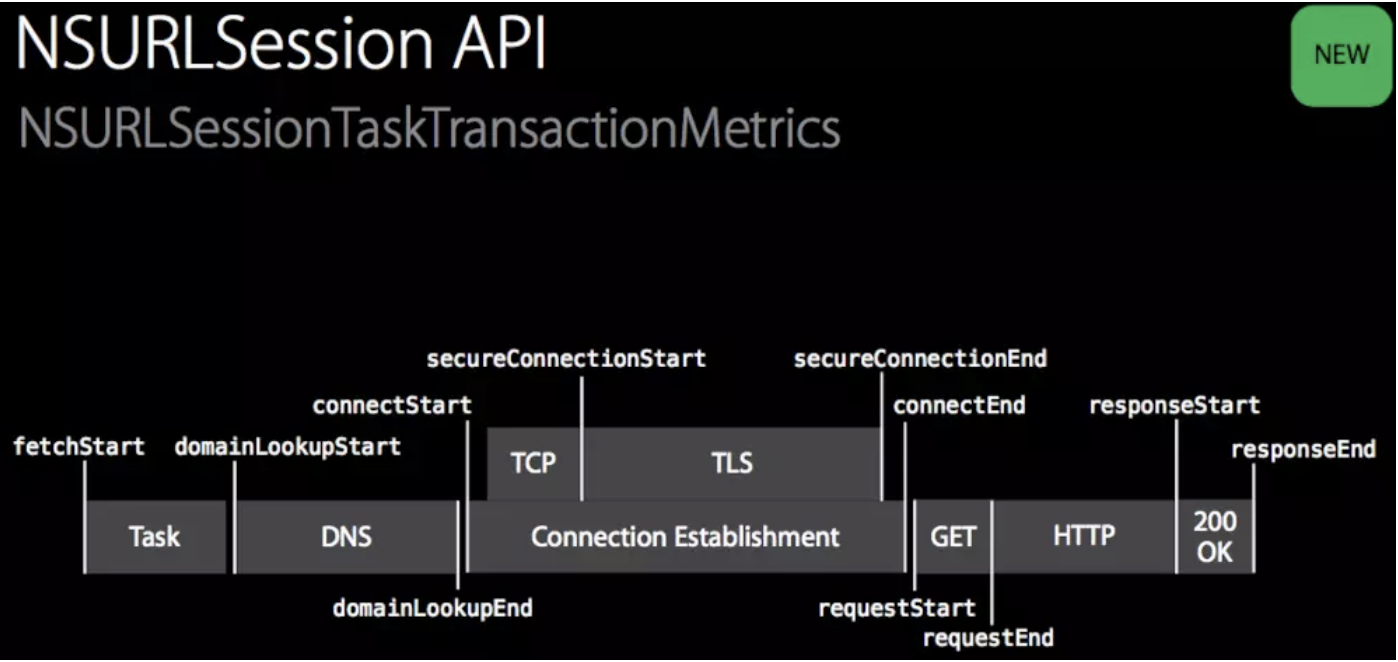 NSURLSession API
NEW
NSURLSessionTaskTransactionMetrics
secureConnectionStart
secureConnectionEnd
connectStart
connectEnd
responseStart
fetchStart
domainLookupStart
responseEnd
TCP
TLS
Task
DNS
Connection Establishment
GET
HTTP
200
OK
domainLookupEnd
requestStart
requestEnd